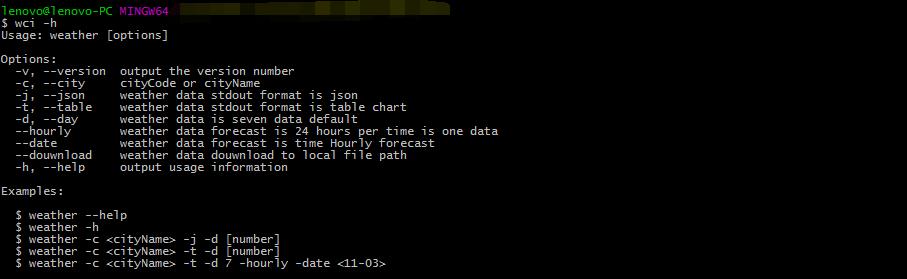 lenovo@lenovo-PC MINGW64
$ wci -h
Usage: weather [options]
Options:
-v, --version output the version number
-c, --city cityCode or cityName
-j, --json weather data stdout format is json
-t, --table weather data stdout format is table chart
-d, --day weather data is seven data default
--hourly weather data forecast is 24 hours per time is one data
--date weather data forecast is time Hourly forecast
--douwnload weather data douwnload to local file path
-h, --help output usage information
Examples:
$ weather --help
$ weather -h
$ weather -c <cityName> -j -d [number]
$ weather -c <cityName> -t -d [number]
$ weather -c <cityName> -t -d 7 -hourly -date <11-03>